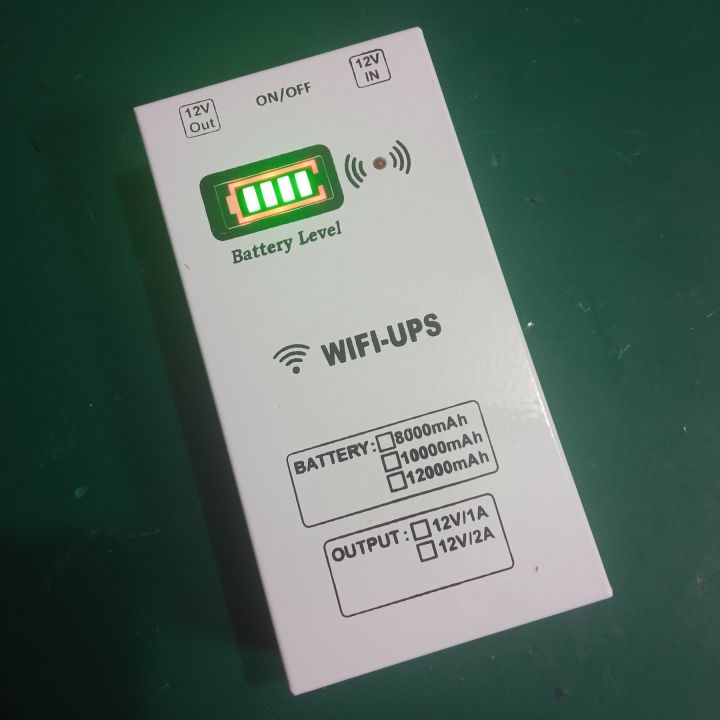 12V
Out
ON/OFF
12V
IN
Battery Level
WIFI-UPS
BATTERY:☐8000mAh
☐10000mAh
☐12000mAh
OUTPUT:☐12V/1A
☐12V/2A